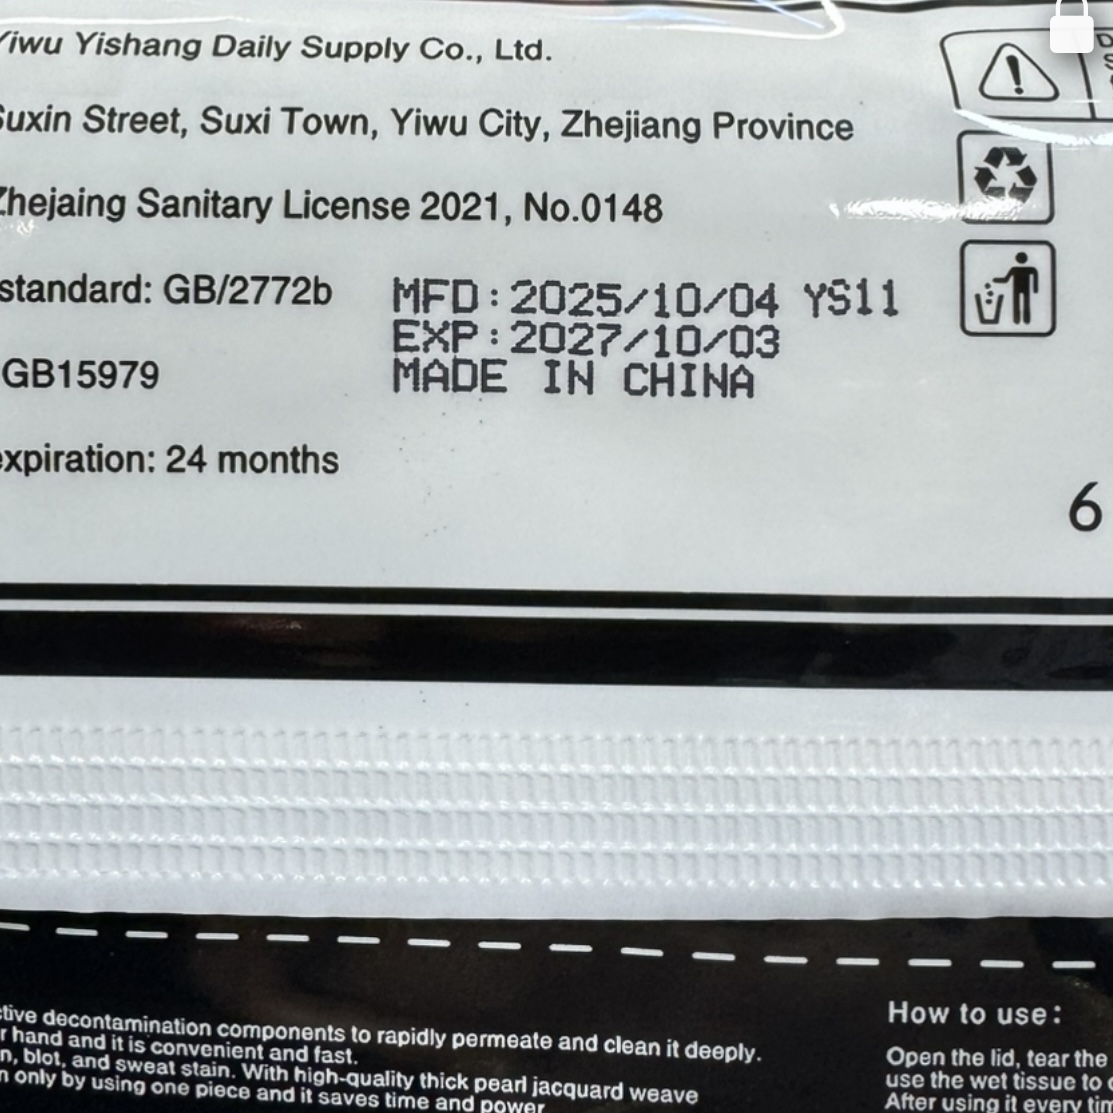 Yiwu Yishang Daily Supply Co., Ltd.
Suxin Street, Suxi Town, Yiwu City, Zhejiang Province
Zhejaing Sanitary License 2021, No.0148
standard: GB/2772b
MFD:2025/10/04 YS11
EXP:2027/10/03
MADE IN CHINA
GB15979
expiration: 24 months
6
ctive decontamination components to rapidly permeate and clean it deeply.
r hand and it is convenient and fast.
n, blot, and sweat stain. With high-quality thick pearl jacquard weave
n only by using one piece and it saves time and power
How to use:
Open the lid, tear the
use the wet tissue to
After using it every